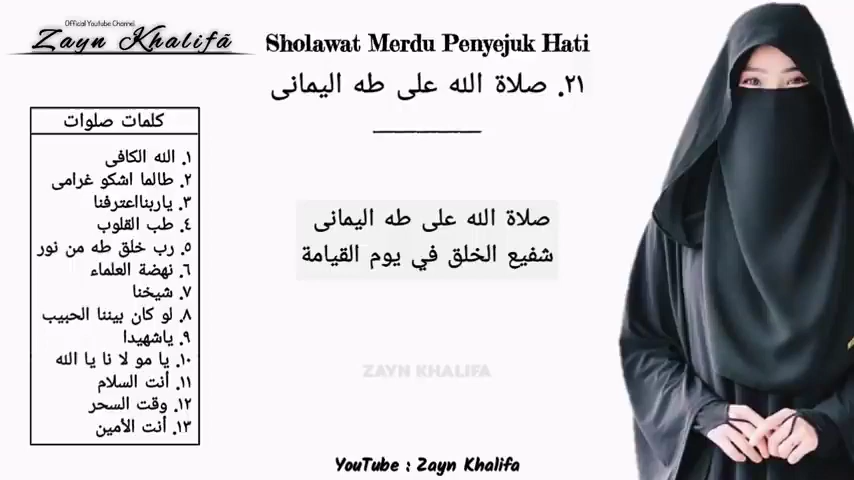 Official Youtube Channel
Zayn Khalifā
Sholawat Merdu Penyejuk Hati
٢١. صلاة الله على طه اليمانى
كلمات صلوات
١. الله الكافى
٢. طالما اشكو غرامى
٣. ياربنااعترفنا
٤. طب القلوب
٥. رب خلق طه من نور
٦. نهضة العلماء
٧. شيخنا
٨. لو كان بيننا الحبيب
٩. ياشهيدا
١٠. يا مو لا نا يا الله
١١. أنت السلام
١٢. وقت السحر
١٣. أنت الأمين
صلاة الله على طه اليمانى
شفيع الخلق في يوم القيامة
ZAYN KHALIFA
YouTube : Zayn Khalifa